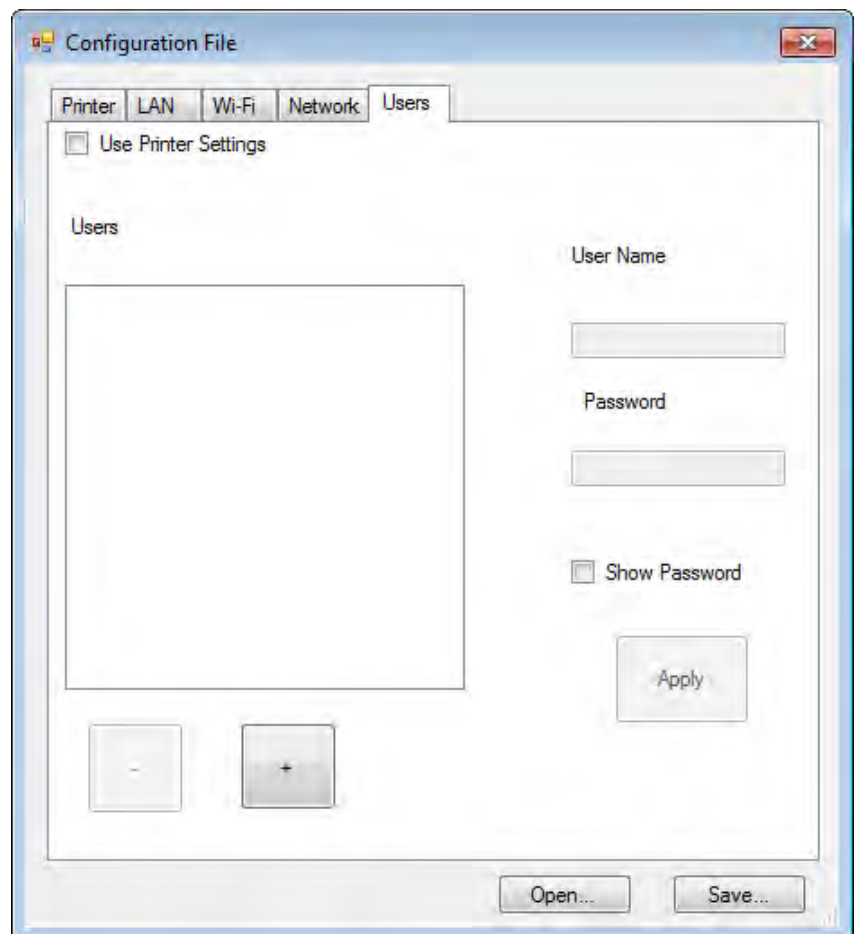 Configuration File
Printer LAN Wi-Fi Network Users
Use Printer Settings
Users
User Name
Password
Show Password
Apply
- +
Open... Save...